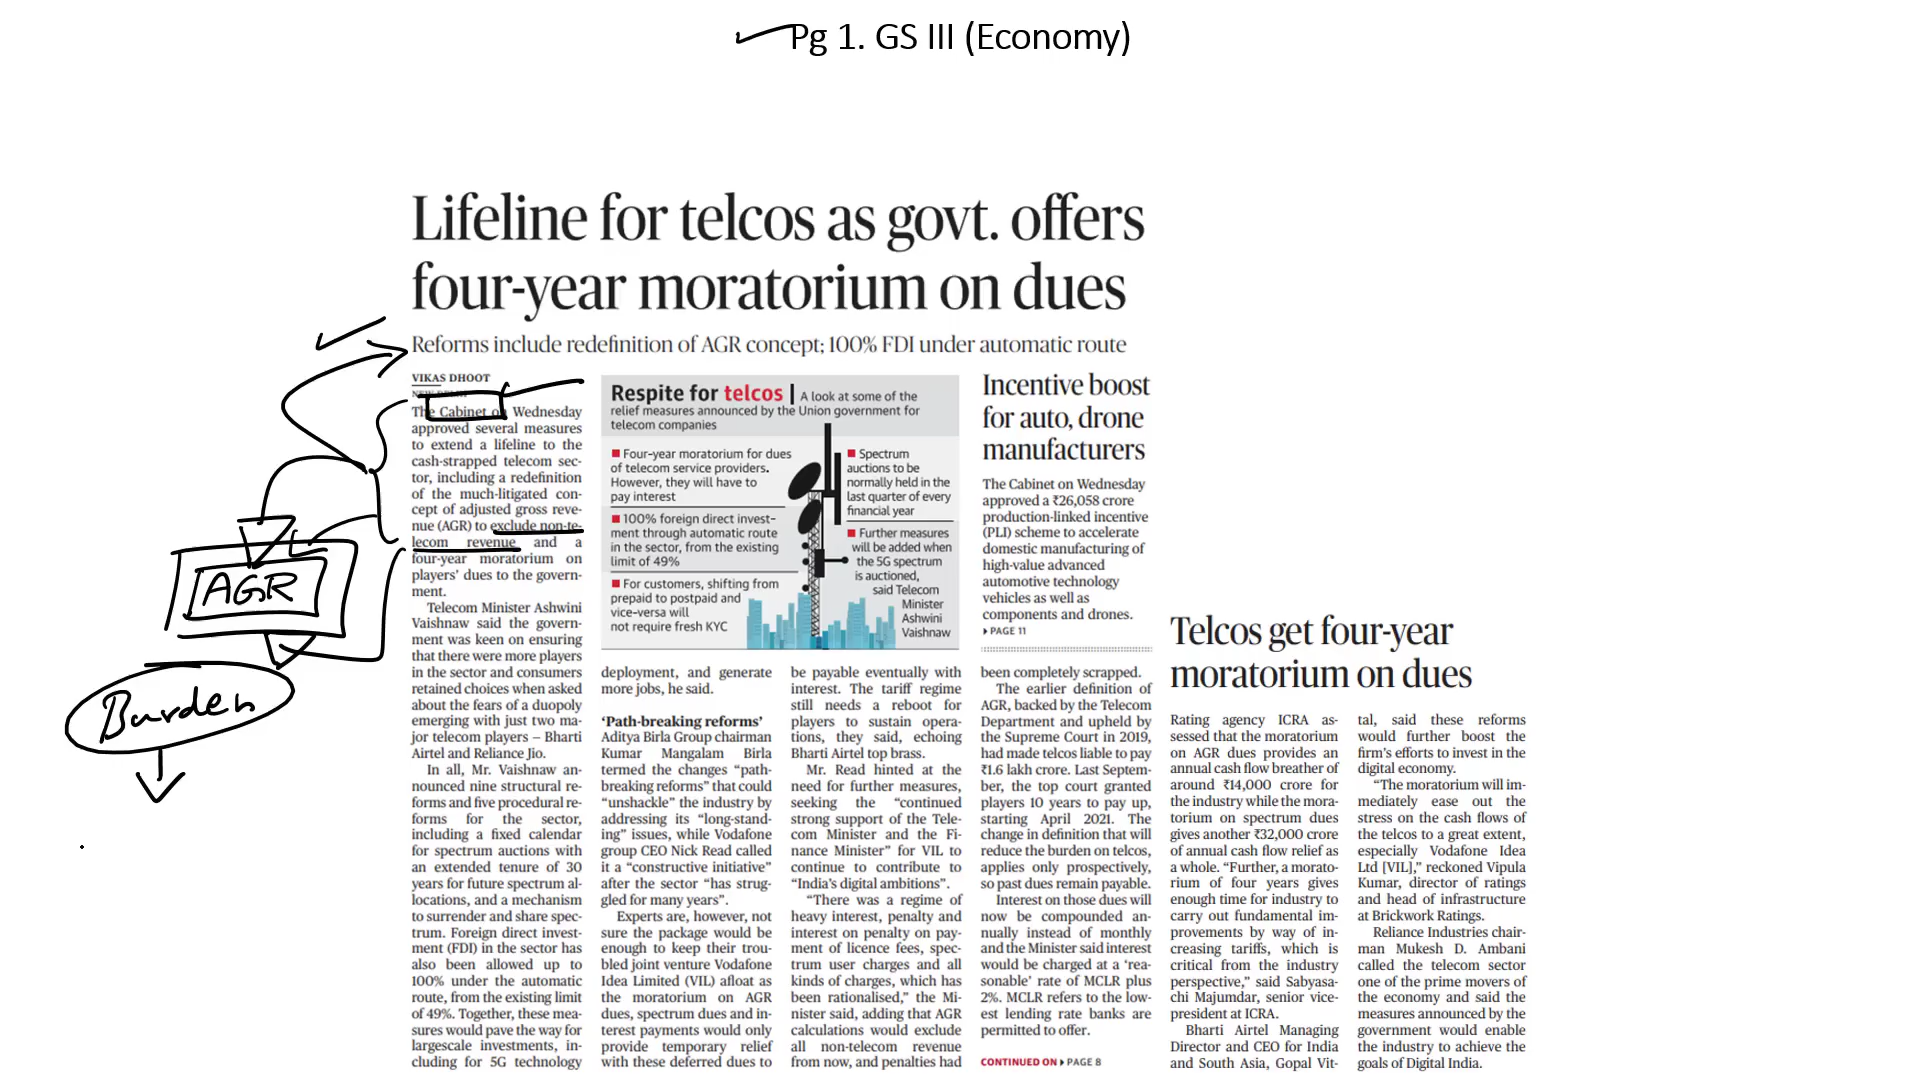 Pg 1. GS III (Economy)
Lifeline for telcos as govt. offers
four-year moratorium on dues
Reforms include redefinition of AGR concept; 100% FDI under automatic route
VIKAS DHOOT
NEW DELHI
The Cabinet on Wednesday
approved several measures
to extend a lifeline to the
cash-strapped telecom sec-
tor, including a redefinition
of the much-litigated con-
cept of adjusted gross reve-
nue (AGR) to exclude non-te-
lecom revenue and a
four-year moratorium on
players’ dues to the govern-
ment.
Telecom Minister Ashwini
Vaishnaw said the govern-
ment was keen on ensuring
that there were more players
in the sector and consumers
retained choices when asked
about the fears of a duopoly
emerging with just two ma-
jor telecom players – Bharti
Airtel and Reliance Jio.
In all, Mr. Vaishnaw an-
nounced nine structural re-
forms and five procedural re-
forms for the sector,
including a fixed calendar
for spectrum auctions with
an extended tenure of 30
years for future spectrum al-
locations, and a mechanism
to surrender and share spec-
trum. Foreign direct invest-
ment (FDI) in the sector has
also been allowed up to
100% under the automatic
route, from the existing limit
of 49%. Together, these mea-
sures would pave the way for
largescale investments, in-
cluding for 5G technology
AGR
Burden
Respite for telcos | A look at some of the
relief measures announced by the Union government for
telecom companies
Four-year moratorium for dues
of telecom service providers.
However, they will have to
pay interest
100% foreign direct invest-
ment through automatic route
in the sector, from the existing
limit of 49%
For customers, shifting from
prepaid to postpaid and
vice-versa will
not require fresh KYC
Spectrum
auctions to be
normally held in the
last quarter of every
financial year
Further measures
will be added when
the 5G spectrum
is auctioned,
said Telecom
Minister
Ashwini
Vaishnaw
deployment, and generate
more jobs, he said.
‘Path-breaking reforms’
Aditya Birla Group chairman
Kumar Mangalam Birla
termed the changes “path-
breaking reforms” that could
“unshackle” the industry by
addressing its “long-stand-
ing” issues, while Vodafone
group CEO Nick Read called
it a “constructive initiative”
after the sector “has strug-
gled for many years”.
Experts are, however, not
sure the package would be
enough to keep their trou-
bled joint venture Vodafone
Idea Limited (VIL) afloat as
the moratorium on AGR
dues, spectrum dues and in-
terest payments would only
provide temporary relief
with these deferred dues to
be payable eventually with
interest. The tariff regime
still needs a reboot for
players to sustain opera-
tions, they said, echoing
Bharti Airtel top brass.
Mr. Read hinted at the
need for further measures,
seeking the “continued
strong support of the Tele-
com Minister and the Fi-
nance Minister” for VIL to
continue to contribute to
“India’s digital ambitions”.
“There was a regime of
heavy interest, penalty and
interest on penalty on pay-
ment of licence fees, spec-
trum user charges and all
kinds of charges, which has
been rationalised,” the Mi-
nister said, adding that AGR
calculations would exclude
all non-telecom revenue
from now, and penalties had
Incentive boost
for auto, drone
manufacturers
The Cabinet on Wednesday
approved a ₹26,058 crore
production-linked incentive
(PLI) scheme to accelerate
domestic manufacturing of
high-value advanced
automotive technology
vehicles as well as
components and drones.
PAGE 11
been completely scrapped.
The earlier definition of
AGR, backed by the Telecom
Department and upheld by
the Supreme Court in 2019,
had made telcos liable to pay
₹1.6 lakh crore. Last Septem-
ber, the top court granted
players 10 years to pay up,
starting April 2021. The
change in definition that will
reduce the burden on telcos,
applies only prospectively,
so past dues remain payable.
Interest on those dues will
now be compounded an-
nually instead of monthly
and the Minister said interest
would be charged at a ‘rea-
sonable’ rate of MCLR plus
2%. MCLR refers to the low-
est lending rate banks are
permitted to offer.
CONTINUED ON PAGE 8
Telcos get four-year
moratorium on dues
Rating agency ICRA as-
sessed that the moratorium
on AGR dues provides an
annual cash flow breather of
around ₹14,000 crore for
the industry while the mora-
torium on spectrum dues
gives another ₹32,000 crore
of annual cash flow relief as
a whole. “Further, a morato-
rium of four years gives
enough time for industry to
carry out fundamental im-
provements by way of in-
creasing tariffs, which is
critical from the industry
perspective,” said Sabyasa-
chi Majumdar, senior vice-
president at ICRA.
Bharti Airtel Managing
Director and CEO for India
and South Asia, Gopal Vit-
tal, said these reforms
would further boost the
firm’s efforts to invest in the
digital economy.
“The moratorium will im-
mediately ease out the
stress on the cash flows of
the telcos to a great extent,
especially Vodafone Idea
Ltd [VIL],” reckoned Vipula
Kumar, director of ratings
and head of infrastructure
at Brickwork Ratings.
Reliance Industries chair-
man Mukesh D. Ambani
called the telecom sector
one of the prime movers of
the economy and said the
measures announced by the
government would enable
the industry to achieve the
goals of Digital India.